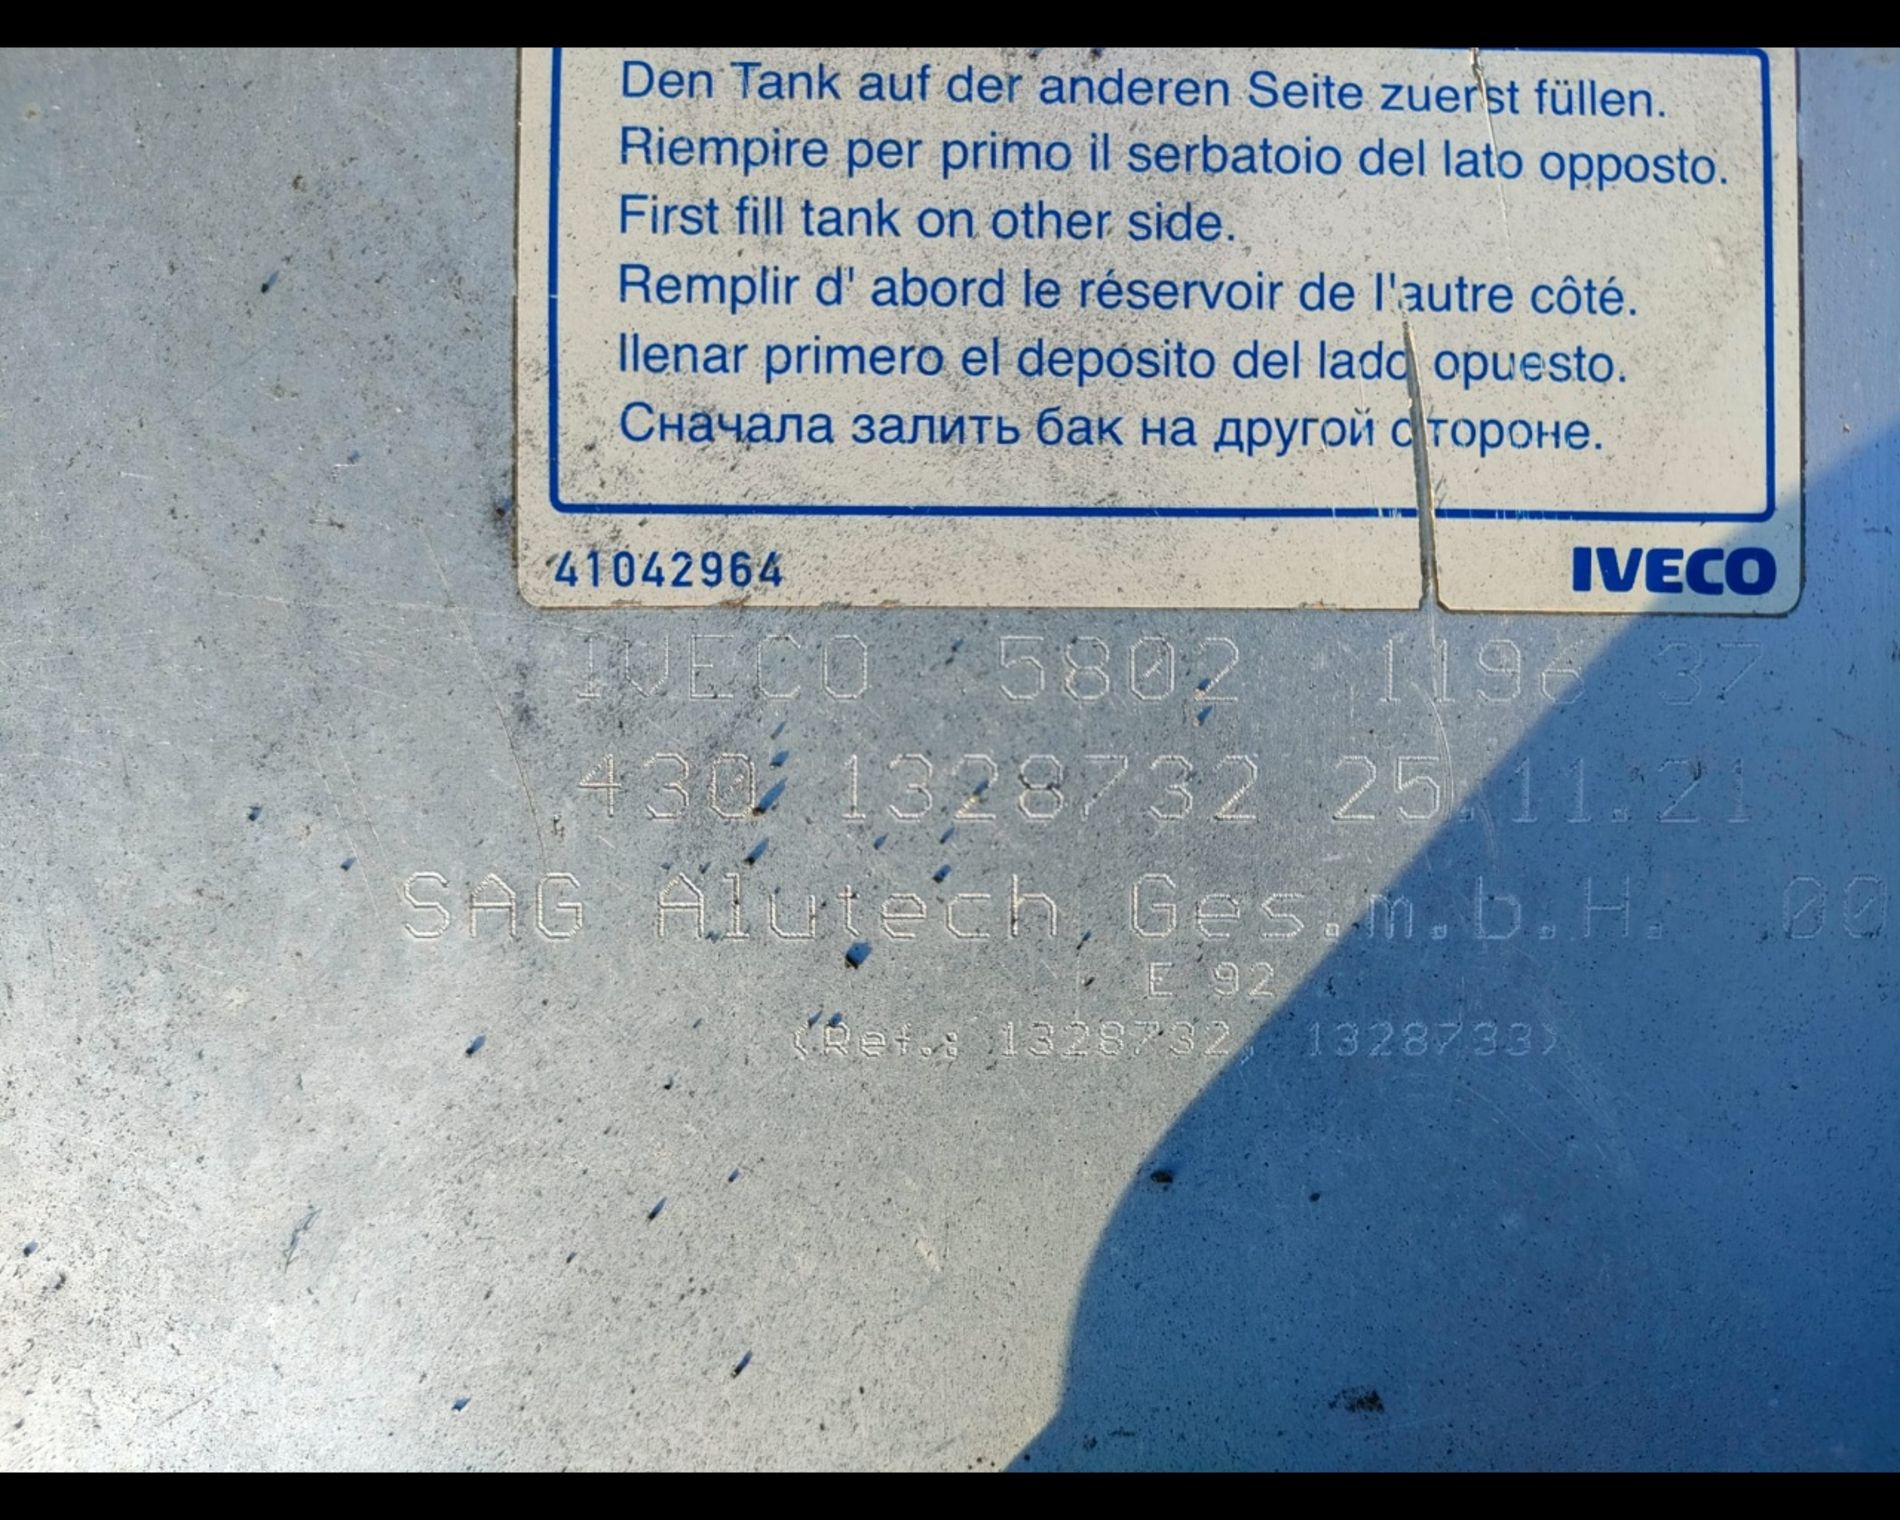 Den Tank auf der anderen Seite zuerst füllen.
Riempire per primo il serbatoio del lato opposto.
First fill tank on other side.
Remplir d' abord le réservoir de l'autre côté.
llenar primero el deposito del lado opuesto.
Сначала залить бак на другой стороне.
41042964 IVECO
IVECO 5802 1196 37
430 1328732 25.11.21
SAG Alutech Ges.m.b.H. 00
E 92
(Ref.: 1328732, 1328733)